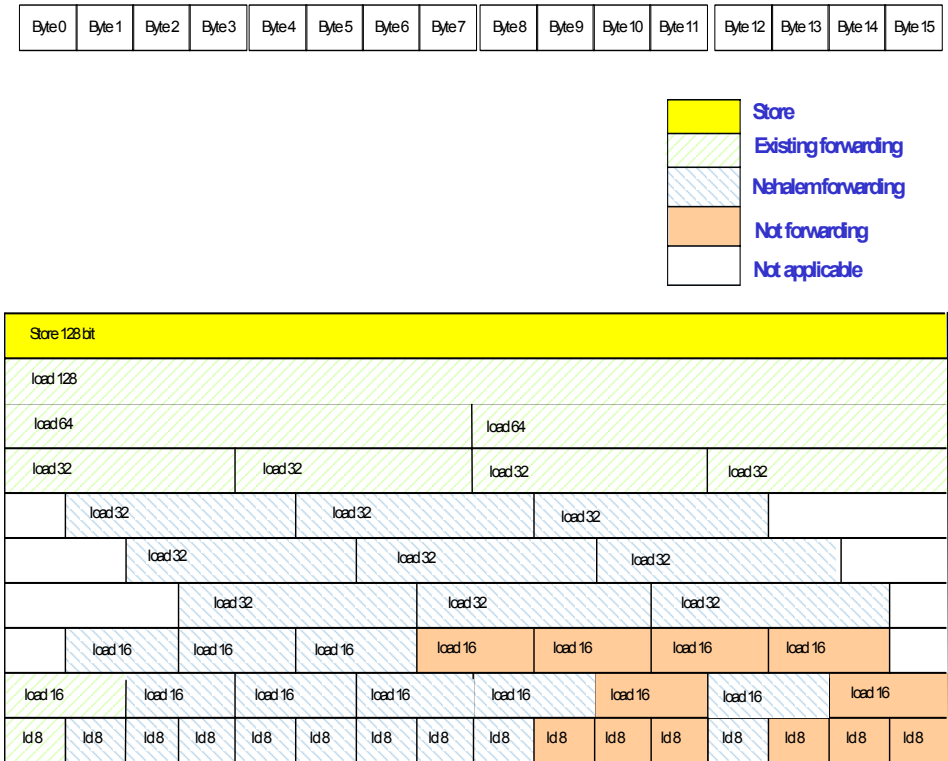 Byte 0 Byte 1 Byte 2 Byte 3 Byte 4 Byte 5 Byte 6 Byte 7 Byte 8 Byte 9 Byte 10 Byte 11 Byte 12 Byte 13 Byte 14 Byte 15
Store
Existing forwarding
Nehalem forwarding
Not forwarding
Not applicable
Store 128 bit
load 128
load 64 load 64
load 32 load 32 load 32 load 32
load 32 load 32 load 32
load 32 load 32 load 32
load 32 load 32 load 32
load 16 load 16 load 16 load 16 load 16 load 16 load 16
load 16 load 16 load 16 load 16 load 16 load 16 load 16 load 16
ld 8 ld 8 ld 8 ld 8 ld 8 ld 8 ld 8 ld 8 ld 8 ld 8 ld 8 ld 8 ld 8 ld 8 ld 8 ld 8